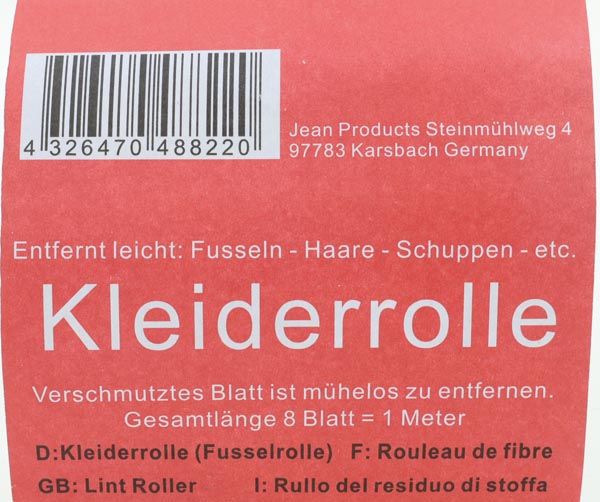 Jean Products Steinmühlweg 4
4 326470 488220
97783 Karsbach Germany
Entfernt leicht: Fusseln - Haare - Schuppen - etc.
Kleiderrolle
Verschmutztes Blatt ist mühelos zu entfernen.
Gesamtlänge 8 Blatt = 1 Meter
D:Kleiderrolle (Fusselrolle) F: Rouleau de fibre
GB: Lint Roller I: Rullo del residuo di stoffa